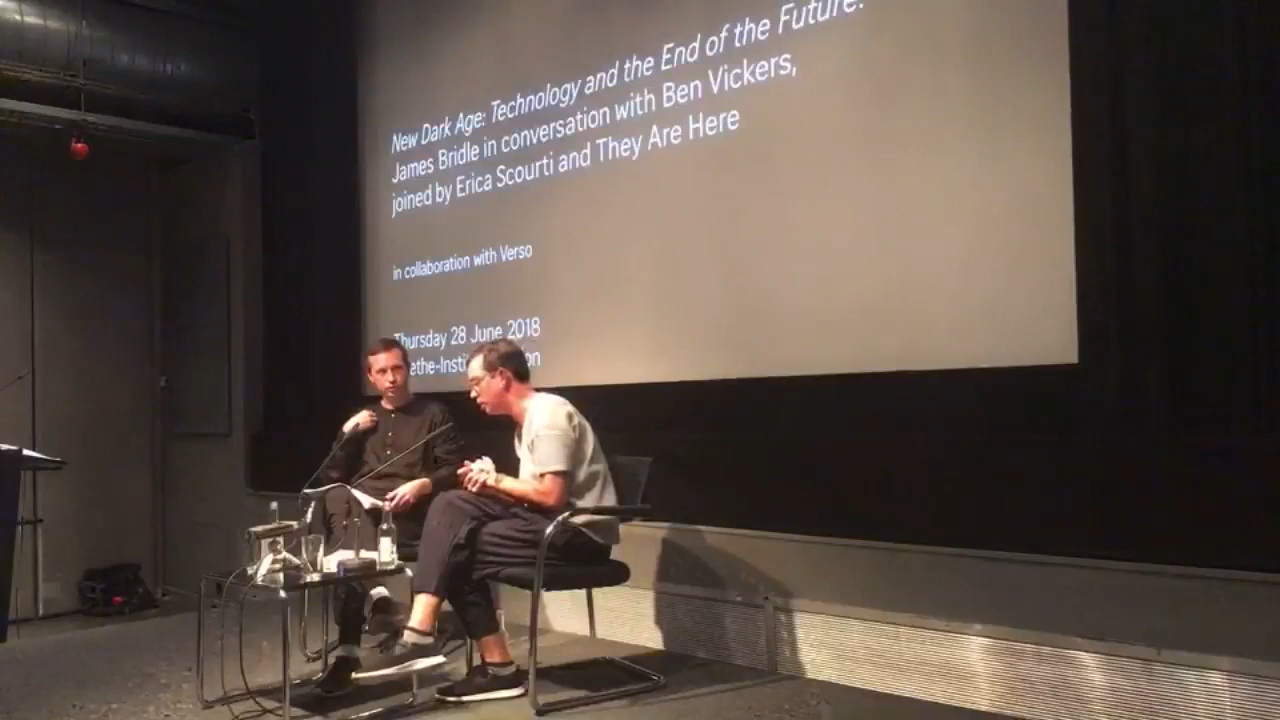 New Dark Age: Technology and the End of the Future:
James Bridle in conversation with Ben Vickers,
joined by Erica Scourti and They Are Here
in collaboration with Verso
Thursday 28 June 2018